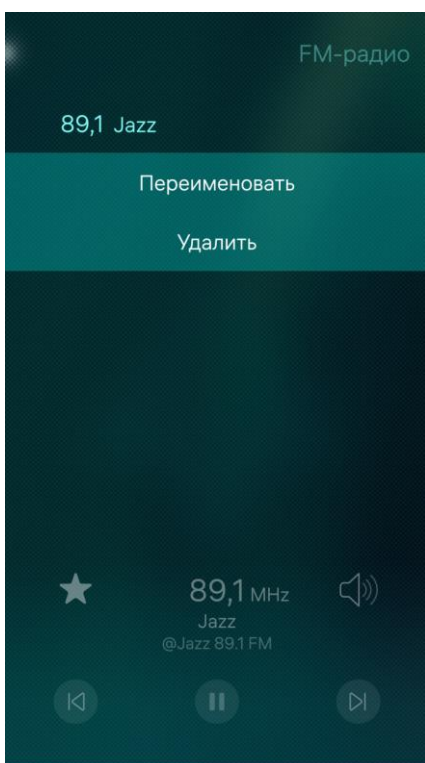 FM-радио
89,1 Jazz
Переименовать
Удалить
89,1 MHz
Jazz
@Jazz 89.1 FM